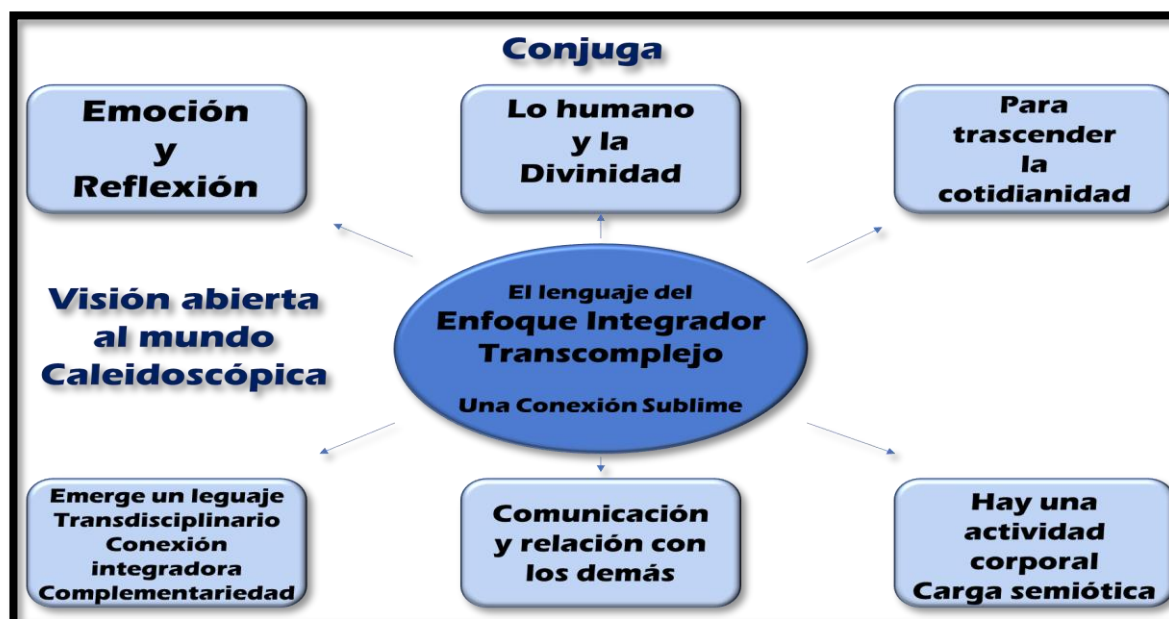 Conjuga
Emoción
y
Reflexión
Lo humano
y la
Divinidad
Para
trascender
la
cotidianidad
Visión abierta
al mundo
Caleidoscópica
El lenguaje del
Enfoque Integrador
Transcomplejo
Una Conexión Sublime
Emerge un leguaje
Transdisciplinario
Conexión
integradora
Complementariedad
Comunicación
y relación con
los demás
Hay una
actividad
corporal
Carga semiótica